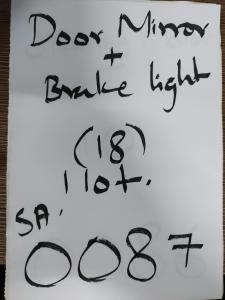 Door Mirror
+
Brake light
(18)
1 lot.
SA.
0087